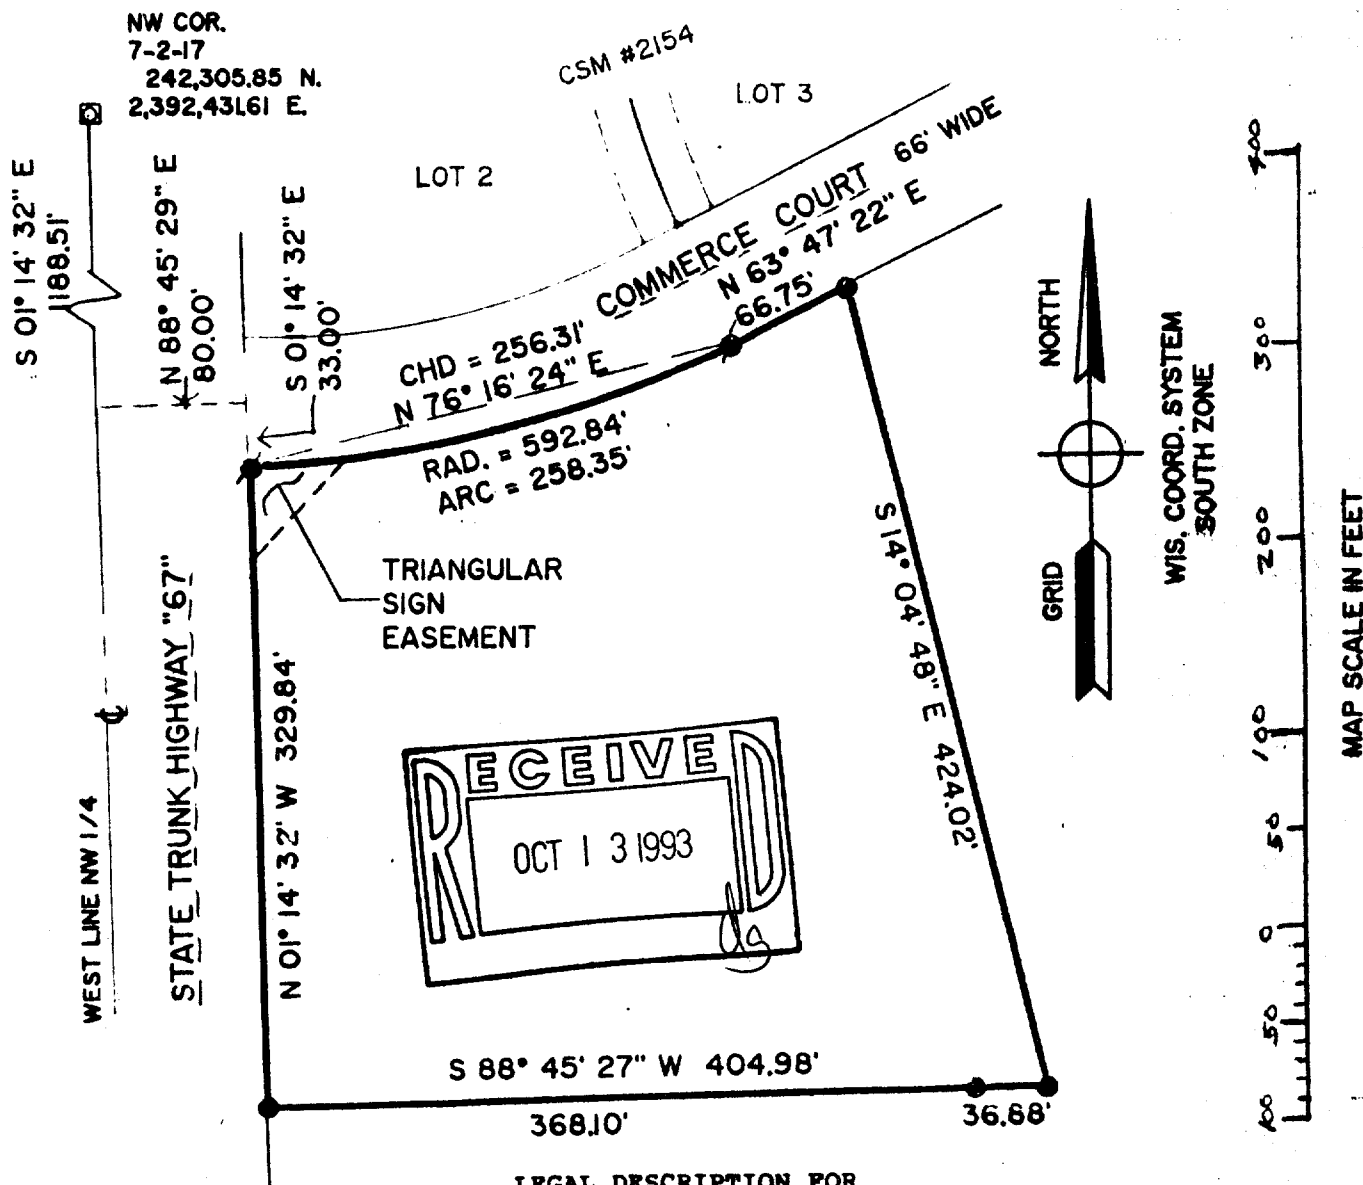 NW COR.
7-2-17
242,305.85 N.
2,392,431.61 E.
CSM #2154
LOT 3
LOT 2
66' WIDE
COMMERCE COURT
N 63° 47' 22" E
66.75'
S 01° 14' 32" E
1188.51'
N 88° 45' 29" E
80.00'
S 01° 14' 32" E
33.00'
CHD = 256.31'
N 76° 16' 24" E
RAD. = 592.84'
ARC = 258.35'
TRIANGULAR
SIGN
EASEMENT
S 14° 04' 48" E 424.02'
NORTH
GRID
WIS. COORD. SYSTEM
SOUTH ZONE
400
300
200
100
50
0
50
100
MAP SCALE IN FEET
WEST LINE NW 1/4
STATE TRUNK HIGHWAY "67"
N 01° 14' 32" W 329.84'
RECEIVED
OCT 13 1993
S 88° 45' 27" W 404.98'
368.10'
36.88'
LEGAL DESCRIPTION FOR